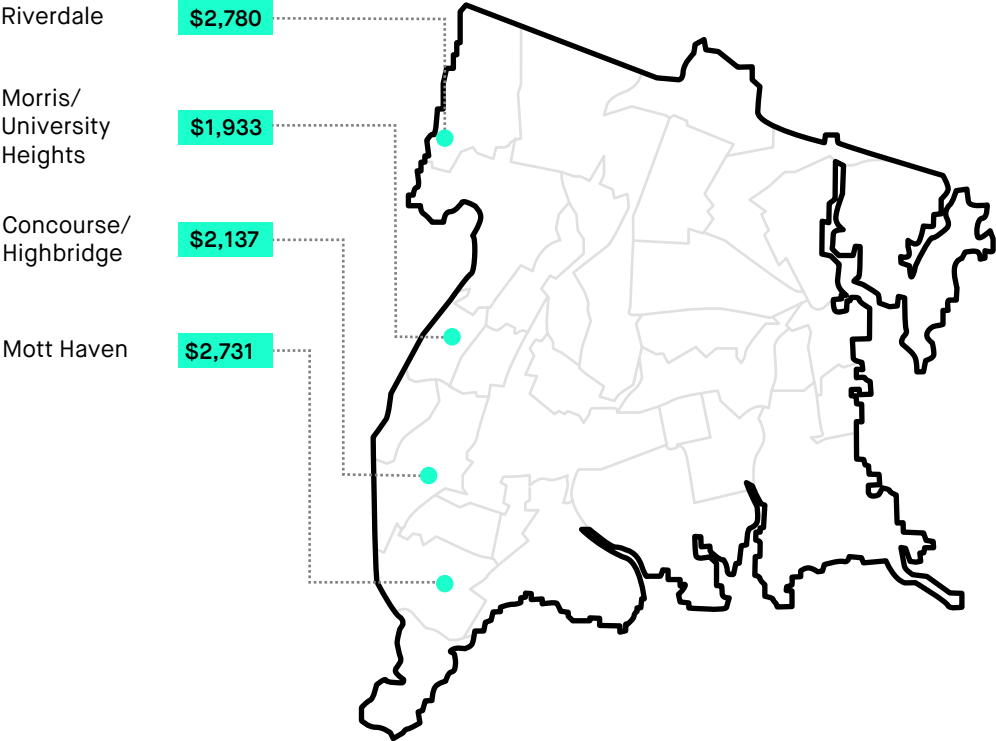 Riverdale
$2,780
Morris/
University
Heights
$1,933
Concourse/
Highbridge
$2,137
Mott Haven
$2,731